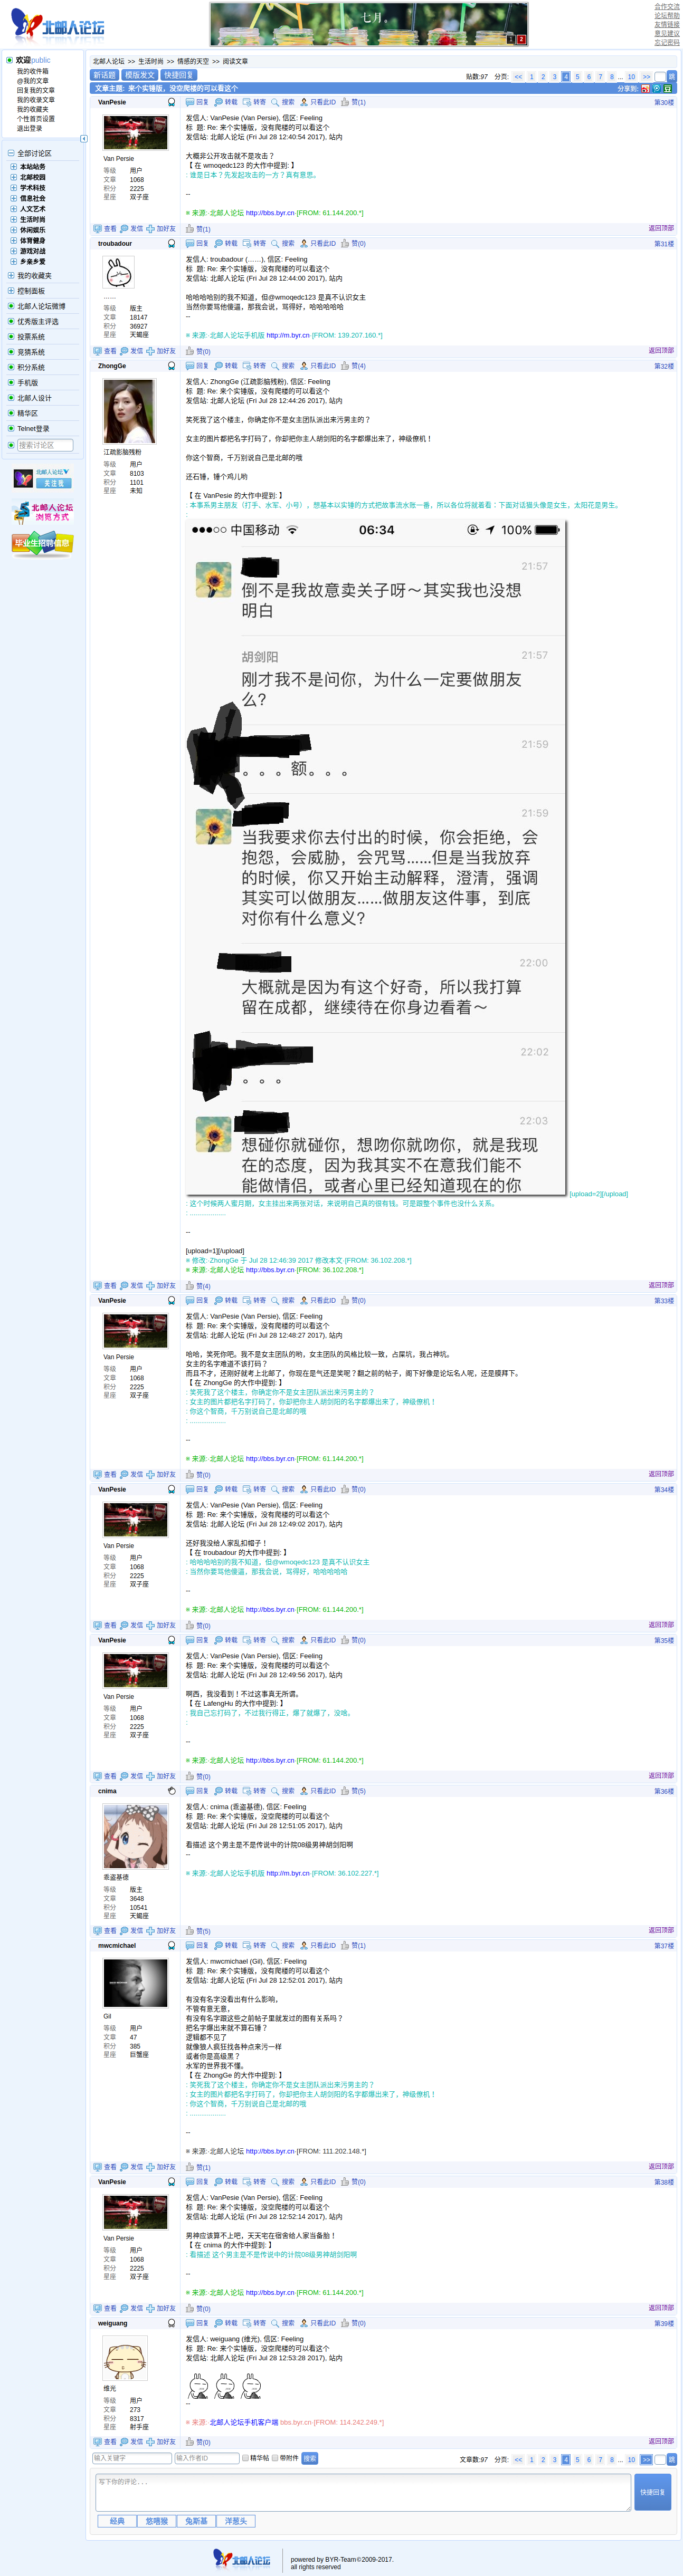 北邮人论坛
七月。
1 2
合作交流
论坛帮助
友情链接
意见建议
忘记密码
欢迎public
我的收件箱
@我的文章
回复我的文章
我的收录文章
我的收藏夹
个性首页设置
退出登录
全部讨论区
本站站务
北邮校园
学术科技
信息社会
人文艺术
生活时尚
休闲娱乐
体育健身
游戏对战
乡亲乡爱
我的收藏夹
控制面板
北邮人论坛微博
优秀版主评选
投票系统
竞猜系统
积分系统
手机版
北邮人设计
精华区
Telnet登录
搜索讨论区
北邮人论坛
关注我
北邮人论坛
浏览方式
毕业生招聘信息
北邮人论坛 >> 生活时尚 >> 情感的天空 >> 阅读文章
新话题 模版发文 快捷回复
贴数:97 分页: << 1 2 3 4 5 6 7 8 ... 10 >> 跳
文章主题: 来个实锤版，没空爬楼的可以看这个
分享到:
VanPesie
回复 转载 转寄 搜索 只看此ID 赞(1)
第30楼
Van Persie
等级 用户
文章 1068
积分 2225
星座 双子座
发信人: VanPesie (Van Persie), 信区: Feeling
标 题: Re: 来个实锤版，没有爬楼的可以看这个
发信站: 北邮人论坛 (Fri Jul 28 12:40:54 2017), 站内
大概非公开攻击就不是攻击？
【 在 wmoqedc123 的大作中提到: 】
: 谁是日本？先发起攻击的一方？真有意思。
--
※ 来源:·北邮人论坛 http://bbs.byr.cn·[FROM: 61.144.200.*]
查看 发信 加好友
赞(1)
返回顶部
troubadour
回复 转载 转寄 搜索 只看此ID 赞(0)
第31楼
……
等级 版主
文章 18147
积分 36927
星座 天蝎座
发信人: troubadour (……), 信区: Feeling
标 题: Re: 来个实锤版，没有爬楼的可以看这个
发信站: 北邮人论坛 (Fri Jul 28 12:44:00 2017), 站内
哈哈哈哈别的我不知道，但@wmoqedc123 是真不认识女主
当然你要骂他傻逼，那我会说，骂得好，哈哈哈哈哈
--
※ 来源:·北邮人论坛手机版 http://m.byr.cn·[FROM: 139.207.160.*]
查看 发信 加好友
赞(0)
返回顶部
ZhongGe
回复 转载 转寄 搜索 只看此ID 赞(4)
第32楼
江疏影脑残粉
等级 用户
文章 8103
积分 1101
星座 未知
发信人: ZhongGe (江疏影脑残粉), 信区: Feeling
标 题: Re: 来个实锤版，没有爬楼的可以看这个
发信站: 北邮人论坛 (Fri Jul 28 12:44:26 2017), 站内
笑死我了这个楼主，你确定你不是女主团队派出来污男主的？
女主的图片都把名字打码了，你却把你主人胡剑阳的名字都爆出来了，神级僚机！
你这个智商，千万别说自己是北邮的哦
还石锤，锤个鸡儿哟
【 在 VanPesie 的大作中提到: 】
: 本事系男主朋友（打手、水军、小号），想基本以实锤的方式把故事流水账一番，所以各位将就着看：下面对话猫头像是女生，太阳花是男生。
中国移动 06:34 100%
21:57
倒不是我故意卖关子呀～其实我也没想明白
胡剑阳 21:57
刚才我不是问你，为什么一定要做朋友么?
21:59
。。。额。。。
21:59
当我要求你去付出的时候，你会拒绝，会抱怨，会威胁，会咒骂......但是当我放弃的时候，你又开始主动解释，澄清，强调其实可以做朋友......做朋友这件事，到底对你有什么意义?
22:00
大概就是因为有这个好奇，所以我打算留在成都，继续待在你身边看着～
22:02
。。。
22:03
想碰你就碰你，想吻你就吻你，就是我现在的态度，因为我其实不在意我们能不能做情侣，或者心里已经知道现在的你
[upload=2][/upload]
: 这个时候两人蜜月期，女主挂出来两张对话，来说明自己真的很有钱。可是跟整个事件也没什么关系。
: ...................
--
[upload=1][/upload]
※ 修改:·ZhongGe 于 Jul 28 12:46:39 2017 修改本文·[FROM: 36.102.208.*]
※ 来源:·北邮人论坛 http://bbs.byr.cn·[FROM: 36.102.208.*]
查看 发信 加好友
赞(4)
返回顶部
VanPesie
回复 转载 转寄 搜索 只看此ID 赞(0)
第33楼
Van Persie
等级 用户
文章 1068
积分 2225
星座 双子座
发信人: VanPesie (Van Persie), 信区: Feeling
标 题: Re: 来个实锤版，没有爬楼的可以看这个
发信站: 北邮人论坛 (Fri Jul 28 12:48:27 2017), 站内
哈哈，笑死你吧。我不是女主团队的哈，女主团队的风格比较一致，占屎坑，我占神坑。
女主的名字难道不该打码？
而且不才，还刚好就考上北邮了，你现在是气还是笑呢？翻之前的帖子，阁下好像是论坛名人呢，还是膜拜下。
【 在 ZhongGe 的大作中提到: 】
: 笑死我了这个楼主，你确定你不是女主团队派出来污男主的？
: 女主的图片都把名字打码了，你却把你主人胡剑阳的名字都爆出来了，神级僚机！
: 你这个智商，千万别说自己是北邮的哦
: ...................
--
※ 来源:·北邮人论坛 http://bbs.byr.cn·[FROM: 61.144.200.*]
查看 发信 加好友
赞(0)
返回顶部
VanPesie
回复 转载 转寄 搜索 只看此ID 赞(0)
第34楼
Van Persie
等级 用户
文章 1068
积分 2225
星座 双子座
发信人: VanPesie (Van Persie), 信区: Feeling
标 题: Re: 来个实锤版，没有爬楼的可以看这个
发信站: 北邮人论坛 (Fri Jul 28 12:49:02 2017), 站内
还好我没给人家乱扣帽子！
【 在 troubadour 的大作中提到: 】
: 哈哈哈哈别的我不知道，但@wmoqedc123 是真不认识女主
: 当然你要骂他傻逼，那我会说，骂得好，哈哈哈哈哈
--
※ 来源:·北邮人论坛 http://bbs.byr.cn·[FROM: 61.144.200.*]
查看 发信 加好友
赞(0)
返回顶部
VanPesie
回复 转载 转寄 搜索 只看此ID 赞(0)
第35楼
Van Persie
等级 用户
文章 1068
积分 2225
星座 双子座
发信人: VanPesie (Van Persie), 信区: Feeling
标 题: Re: 来个实锤版，没有爬楼的可以看这个
发信站: 北邮人论坛 (Fri Jul 28 12:49:56 2017), 站内
啊西，我没看到！不过这事真无所谓。
【 在 LafengHu 的大作中提到: 】
: 我自己忘打码了，不过我行得正，爆了就爆了，没啥。
:
--
※ 来源:·北邮人论坛 http://bbs.byr.cn·[FROM: 61.144.200.*]
查看 发信 加好友
赞(0)
返回顶部
cnima
回复 转载 转寄 搜索 只看此ID 赞(5)
第36楼
乖盗基德
等级 版主
文章 3648
积分 10541
星座 天蝎座
发信人: cnima (乖盗基德), 信区: Feeling
标 题: Re: 来个实锤版，没空爬楼的可以看这个
发信站: 北邮人论坛 (Fri Jul 28 12:51:05 2017), 站内
看描述 这个男主是不是传说中的计院08级男神胡剑阳啊
--
※ 来源:·北邮人论坛手机版 http://m.byr.cn·[FROM: 36.102.227.*]
查看 发信 加好友
赞(5)
返回顶部
mwcmichael
回复 转载 转寄 搜索 只看此ID 赞(1)
第37楼
Gil
等级 用户
文章 47
积分 385
星座 巨蟹座
发信人: mwcmichael (Gil), 信区: Feeling
标 题: Re: 来个实锤版，没有爬楼的可以看这个
发信站: 北邮人论坛 (Fri Jul 28 12:52:01 2017), 站内
有没有名字没看出有什么影响，
不管有意无意，
有没有名字跟这些之前帖子里就发过的图有关系吗？
把名字爆出来就不算石锤？
逻辑都不见了
就像狼人疯狂找各种点来污一样
或者你是高级黑？
水军的世界我不懂。
【 在 ZhongGe 的大作中提到: 】
: 笑死我了这个楼主，你确定你不是女主团队派出来污男主的？
: 女主的图片都把名字打码了，你却把你主人胡剑阳的名字都爆出来了，神级僚机！
: 你这个智商，千万别说自己是北邮的哦
: ...................
--
※ 来源:·北邮人论坛 http://bbs.byr.cn·[FROM: 111.202.148.*]
查看 发信 加好友
赞(1)
返回顶部
VanPesie
回复 转载 转寄 搜索 只看此ID 赞(0)
第38楼
Van Persie
等级 用户
文章 1068
积分 2225
星座 双子座
发信人: VanPesie (Van Persie), 信区: Feeling
标 题: Re: 来个实锤版，没空爬楼的可以看这个
发信站: 北邮人论坛 (Fri Jul 28 12:52:14 2017), 站内
男神应该算不上吧，天天宅在宿舍给人家当备胎！
【 在 cnima 的大作中提到: 】
: 看描述 这个男主是不是传说中的计院08级男神胡剑阳啊
--
※ 来源:·北邮人论坛 http://bbs.byr.cn·[FROM: 61.144.200.*]
查看 发信 加好友
赞(0)
返回顶部
weiguang
回复 转载 转寄 搜索 只看此ID 赞(0)
第39楼
维光
等级 用户
文章 273
积分 8317
星座 射手座
发信人: weiguang (维光), 信区: Feeling
标 题: Re: 来个实锤版，没空爬楼的可以看这个
发信站: 北邮人论坛 (Fri Jul 28 12:53:28 2017), 站内
--
※ 来源:·北邮人论坛手机客户端 bbs.byr.cn·[FROM: 114.242.249.*]
查看 发信 加好友
赞(0)
返回顶部
输入关键字 输入作者ID 精华帖 带附件 搜索
文章数:97 分页: << 1 2 3 4 5 6 7 8 ... 10 >> 跳
写下你的评论...
快捷回复
经典 悠嘻猴 兔斯基 洋葱头
北邮人论坛
powered by BYR-Team©2009-2017.
all rights reserved